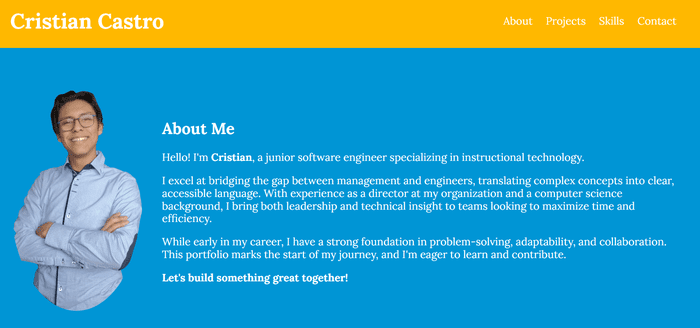 Cristian Castro
About Projects Skills Contact
About Me
Hello! I'm Cristian, a junior software engineer specializing in instructional technology.
I excel at bridging the gap between management and engineers, translating complex concepts into clear,
accessible language. With experience as a director at my organization and a computer science
background, I bring both leadership and technical insight to teams looking to maximize time and
efficiency.
While early in my career, I have a strong foundation in problem-solving, adaptability, and collaboration.
This portfolio marks the start of my journey, and I'm eager to learn and contribute.
Let's build something great together!